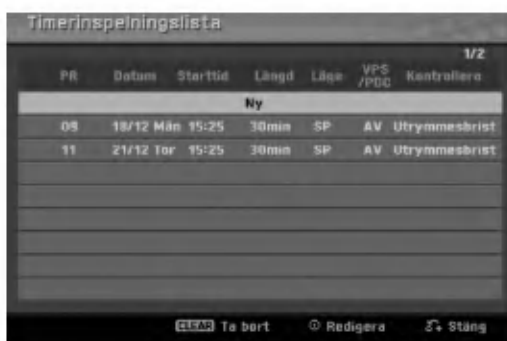 Timerinspelningslista
1/2
PR Datum Starttid Längd Läge VPS/PDC Kontrollera
Ny
09 18/12 Mån 15:25 30min SP AV Utrymmesbrist
11 21/12 Tor 15:25 30min SP AV Utrymmesbrist
CLEAR Ta bort Redigera Stäng